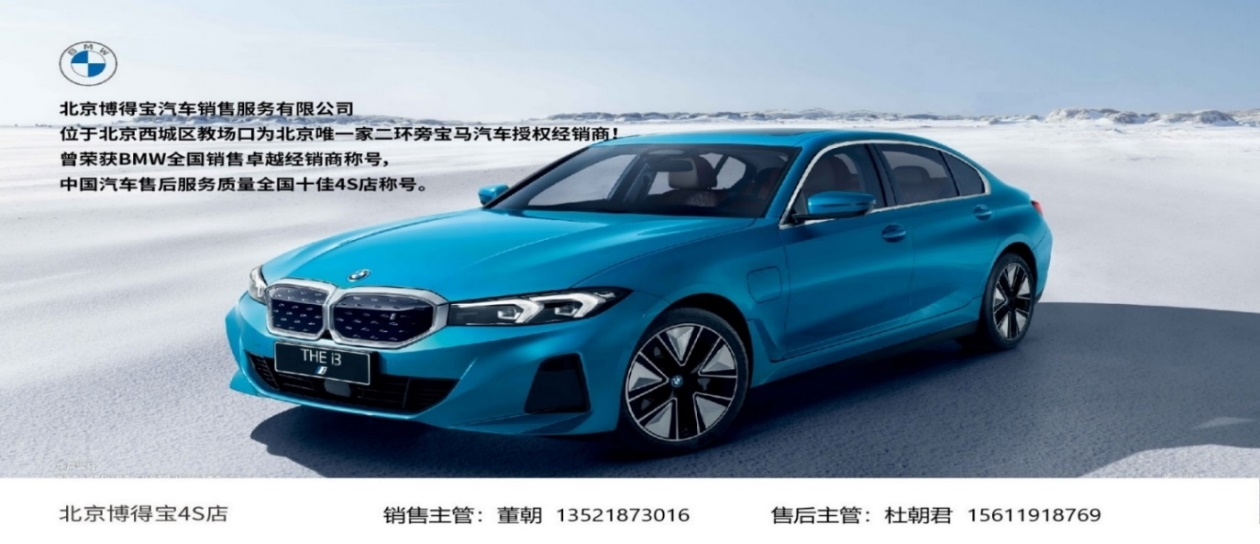 BMW
北京博得宝汽车销售服务有限公司
位于北京西城区教场口为北京唯一家二环旁宝马汽车授权经销商！
曾荣获BMW全国销售卓越经销商称号，
中国汽车售后服务质量全国十佳4S店称号。
THE i3
北京博得宝4S店 销售主管：董朝 13521873016 售后主管：杜朝君 15611918769